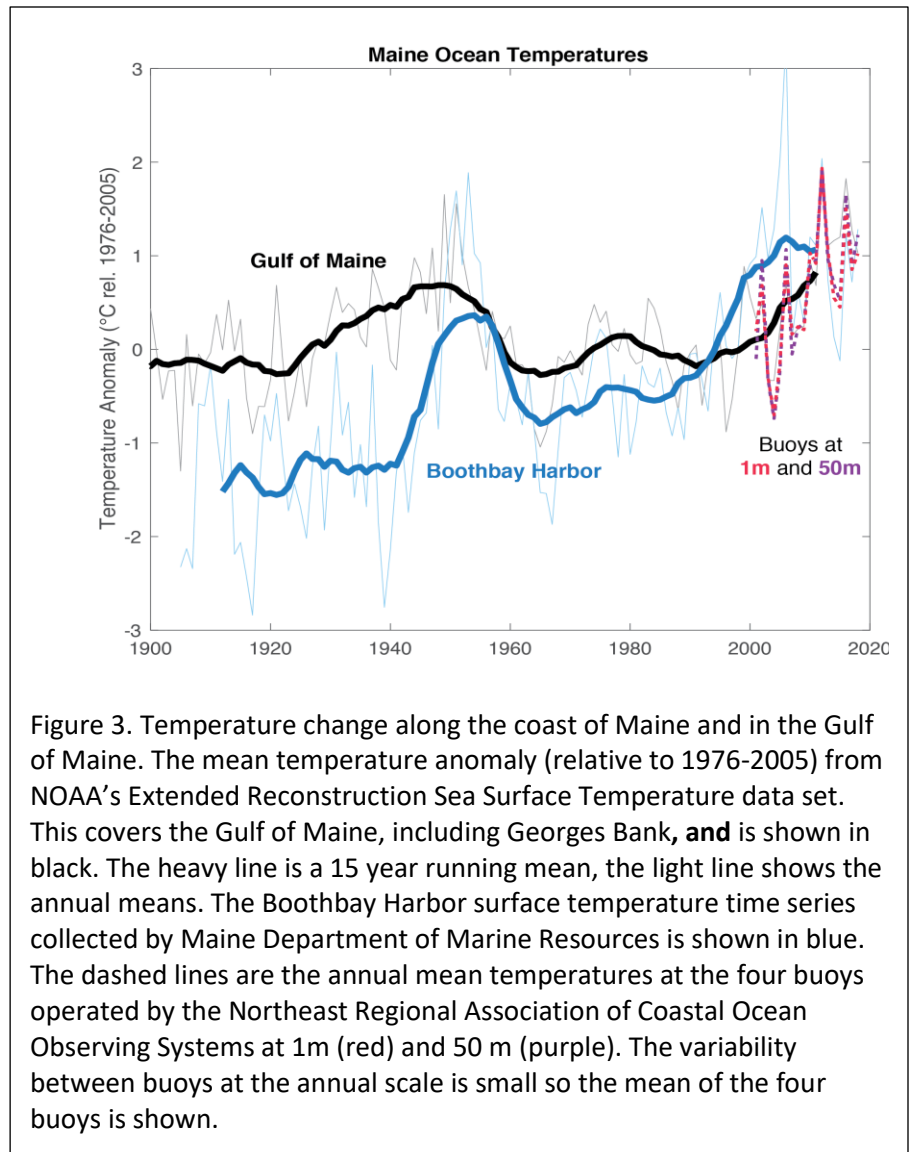 Maine Ocean Temperatures
3
2
1
0
-1
-2
-3
Temperature Anomaly (°C rel. 1976-2005)
Gulf of Maine
Boothbay Harbor
Buoys at
1m and 50m
1900 1920 1940 1960 1980 2000 2020
Figure 3. Temperature change along the coast of Maine and in the Gulf
of Maine. The mean temperature anomaly (relative to 1976-2005) from
NOAA’s Extended Reconstruction Sea Surface Temperature data set.
This covers the Gulf of Maine, including Georges Bank, and is shown in
black. The heavy line is a 15 year running mean, the light line shows the
annual means. The Boothbay Harbor surface temperature time series
collected by Maine Department of Marine Resources is shown in blue.
The dashed lines are the annual mean temperatures at the four buoys
operated by the Northeast Regional Association of Coastal Ocean
Observing Systems at 1m (red) and 50 m (purple). The variability
between buoys at the annual scale is small so the mean of the four
buoys is shown.